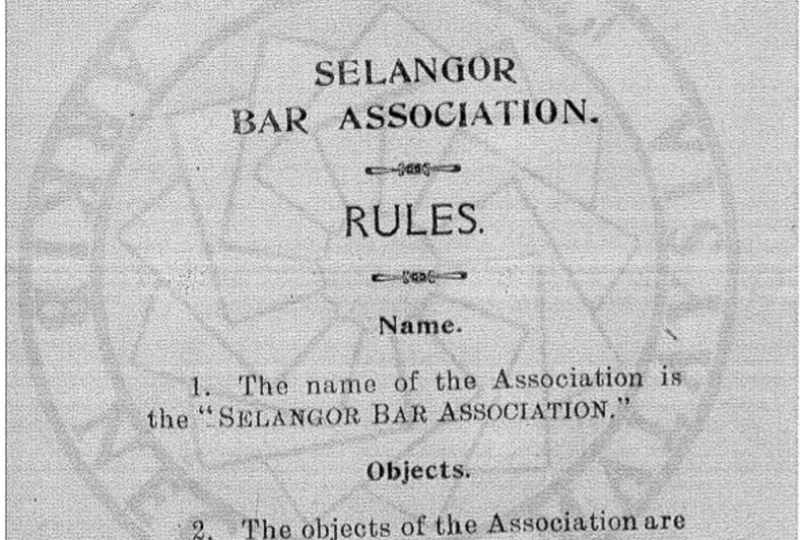 SELANGOR
BAR ASSOCIATION.
RULES.
Name.
1. The name of the Association is
the "SELANGOR BAR ASSOCIATION."
Objects.
2. The objects of the Association are